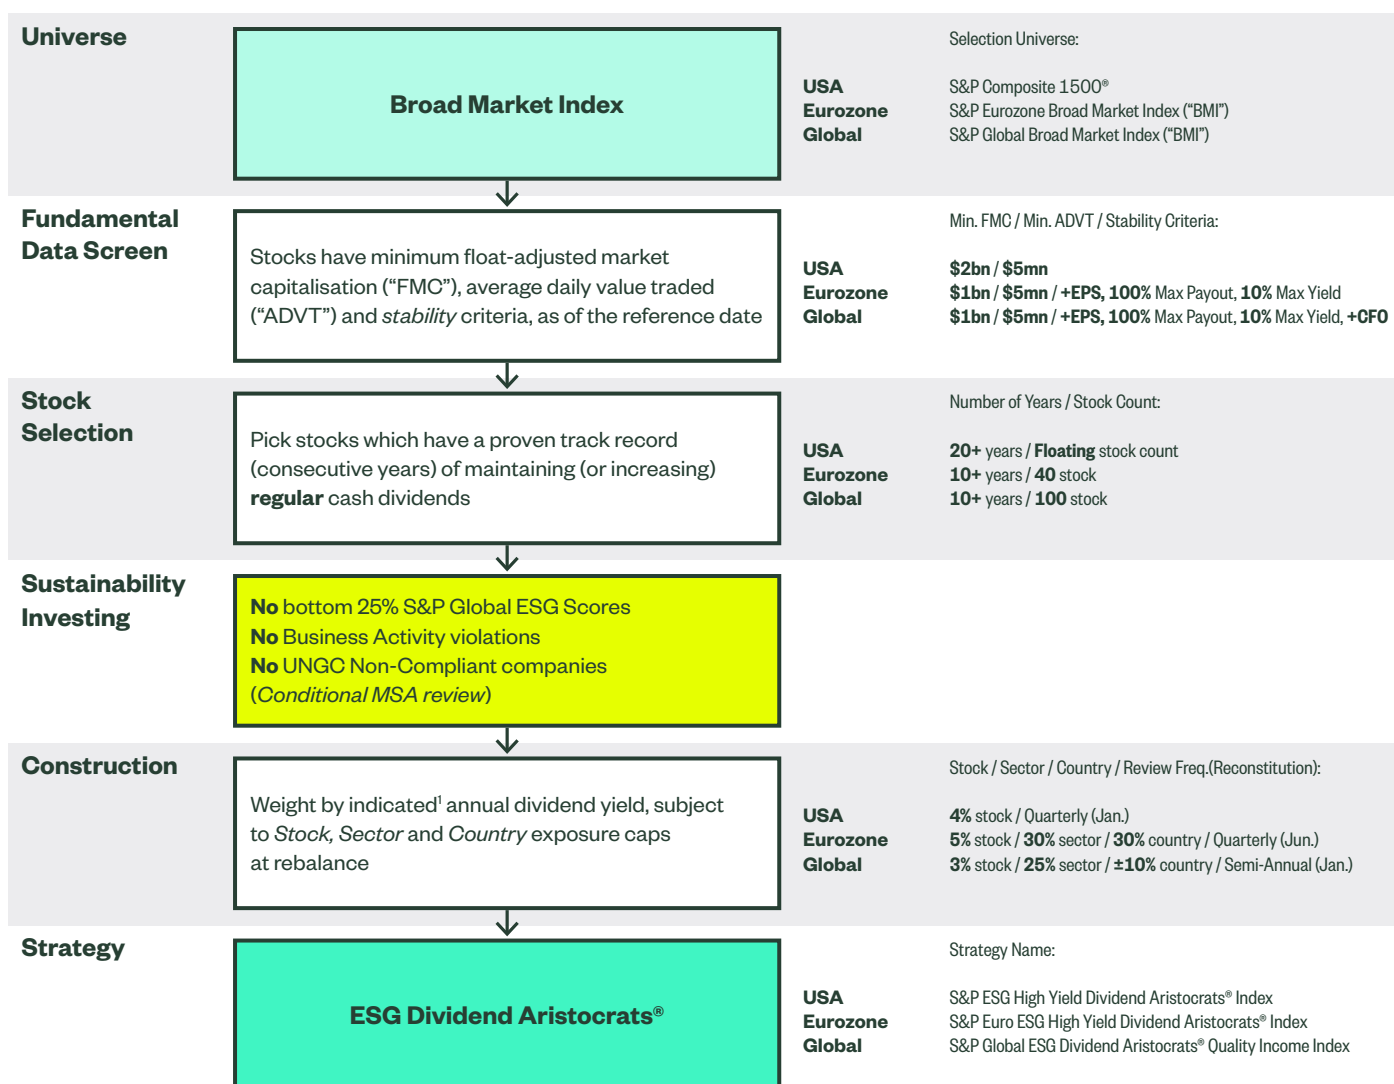 Universe
Broad Market Index
Selection Universe:
USA S&P Composite 1500®
Eurozone S&P Eurozone Broad Market Index (“BMI”)
Global S&P Global Broad Market Index (“BMI”)
Fundamental
Data Screen
Stocks have minimum float-adjusted market
capitalisation (“FMC”), average daily value traded
(“ADVT”) and stability criteria, as of the reference date
Min. FMC / Min. ADVT / Stability Criteria:
USA $2bn / $5mn
Eurozone $1bn / $5mn / +EPS, 100% Max Payout, 10% Max Yield
Global $1bn / $5mn / +EPS, 100% Max Payout, 10% Max Yield, +CFO
Stock
Selection
Pick stocks which have a proven track record
(consecutive years) of maintaining (or increasing)
regular cash dividends
Number of Years / Stock Count:
USA 20+ years / Floating stock count
Eurozone 10+ years / 40 stock
Global 10+ years / 100 stock
Sustainability
Investing
No bottom 25% S&P Global ESG Scores
No Business Activity violations
No UNGC Non-Compliant companies
(Conditional MSA review)
Construction
Weight by indicated¹ annual dividend yield, subject
to Stock, Sector and Country exposure caps
at rebalance
Stock / Sector / Country / Review Freq.(Reconstitution):
USA 4% stock / Quarterly (Jan.)
Eurozone 5% stock / 30% sector / 30% country / Quarterly (Jun.)
Global 3% stock / 25% sector / ±10% country / Semi-Annual (Jan.)
Strategy
ESG Dividend Aristocrats®
Strategy Name:
USA S&P ESG High Yield Dividend Aristocrats® Index
Eurozone S&P Euro ESG High Yield Dividend Aristocrats® Index
Global S&P Global ESG Dividend Aristocrats® Quality Income Index